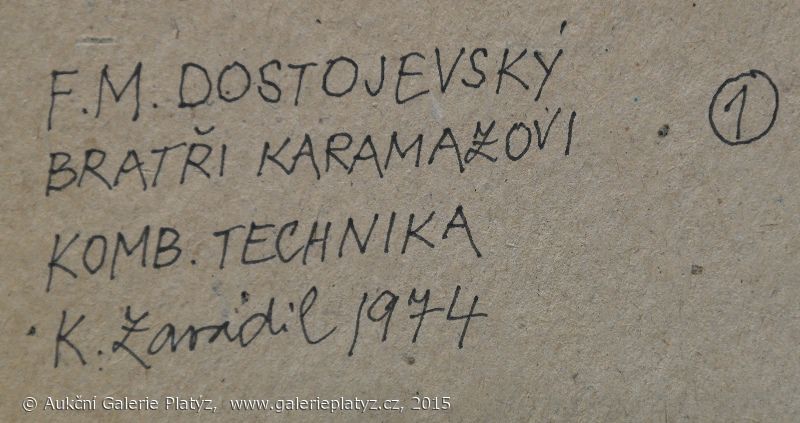 F.M. DOSTOJEVSKÝ
BRATŘI KARAMAZOVI
1
KOMB. TECHNIKA
K. Zavadil 1974
© Aukční Galerie Platýz, www.galerieplatyz.cz, 2015